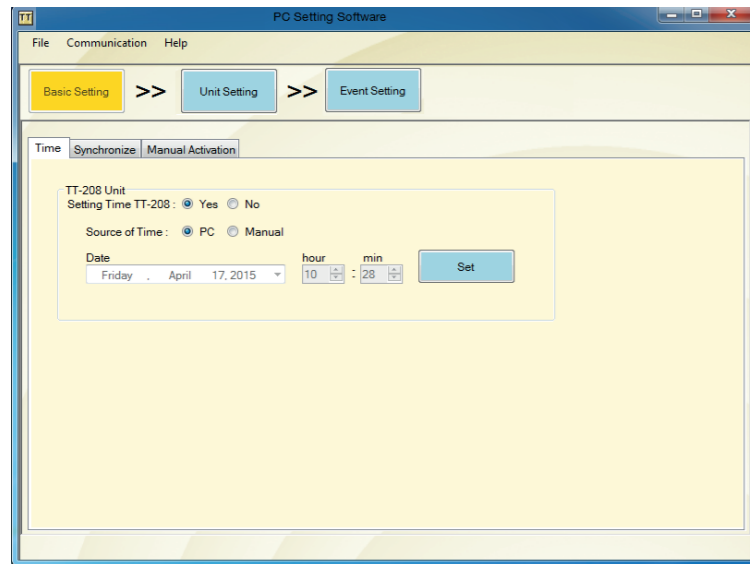 TT PC Setting Software
File Communication Help
Basic Setting >> Unit Setting >> Event Setting
Time Synchronize Manual Activation
TT-208 Unit
Setting Time TT-208 : Yes No
Source of Time : PC Manual
Date hour min
Friday , April 17, 2015 10 : 28 Set